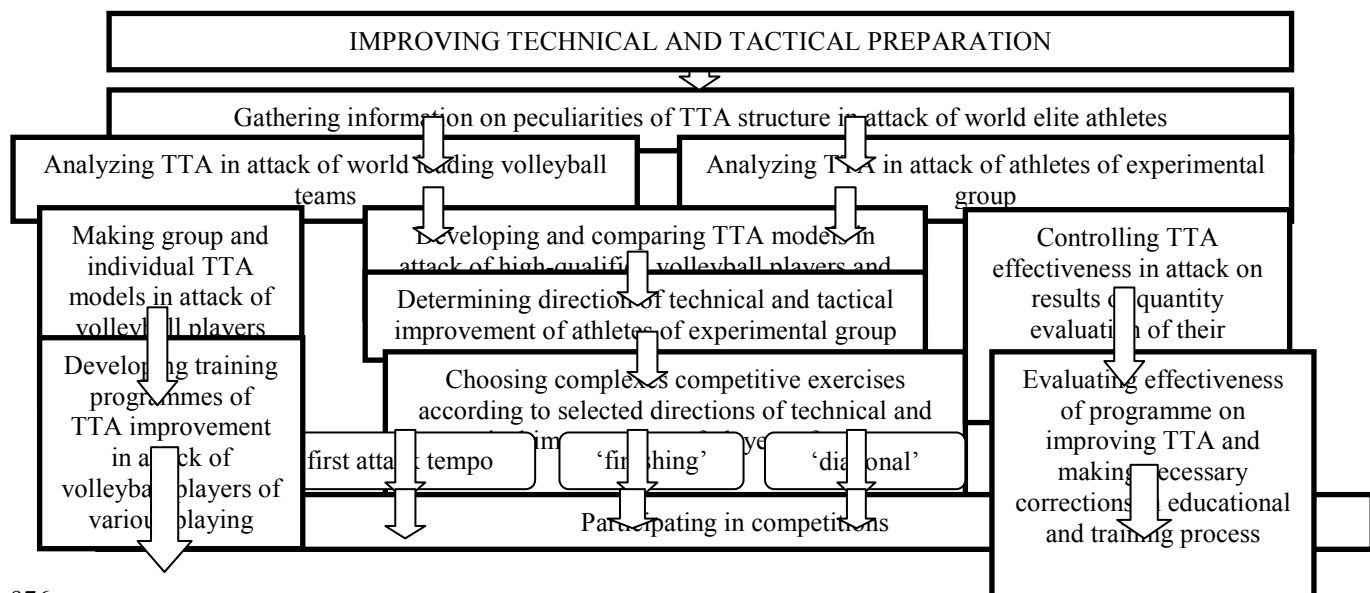 IMPROVING TECHNICAL AND TACTICAL PREPARATION
Gathering information on peculiarities of TTA structure in attack of world elite athletes
Analyzing TTA in attack of world leading volleyball
teams
Analyzing TTA in attack of athletes of experimental
group
Making group and
individual TTA
models in attack of
volleyball players
Developing and comparing TTA models in
attack of high-qualified volleyball players and
Controlling TTA
effectiveness in attack on
results of quantity
evaluation of their
Determining direction of technical and tactical
improvement of athletes of experimental group
Developing training
programmes of
TTA improvement
in attack of
volleyball players of
various playing
Choosing complexes competitive exercises
according to selected directions of technical and
first attack tempo
'finishing'
'diagonal'
Evaluating effectiveness
of programme on
improving TTA and
making necessary
corrections in educational
and training process
Participating in competitions